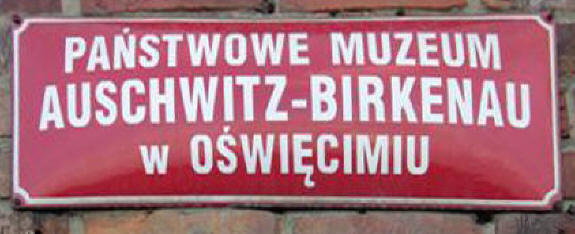 PAŃSTWOWE MUZEUM
AUSCHWITZ-BIRKENAU
w OŚWIĘCIMIU